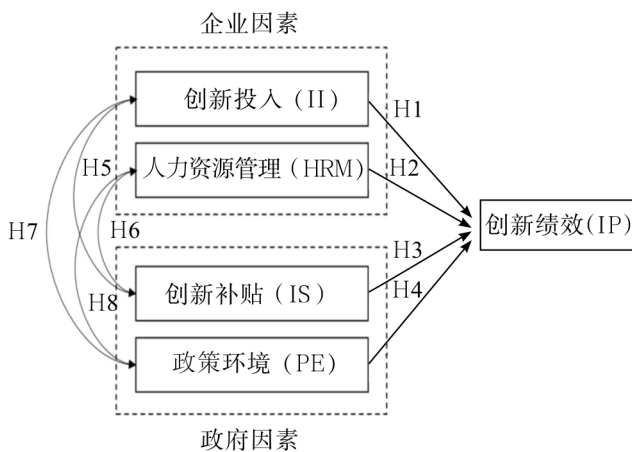 企业因素
创新投入(II)
H1
人力资源管理(HRM)
H2
H5
H7
H6
创新绩效(IP)
H3
创新补贴(IS)
H4
H8
政策环境(PE)
政府因素